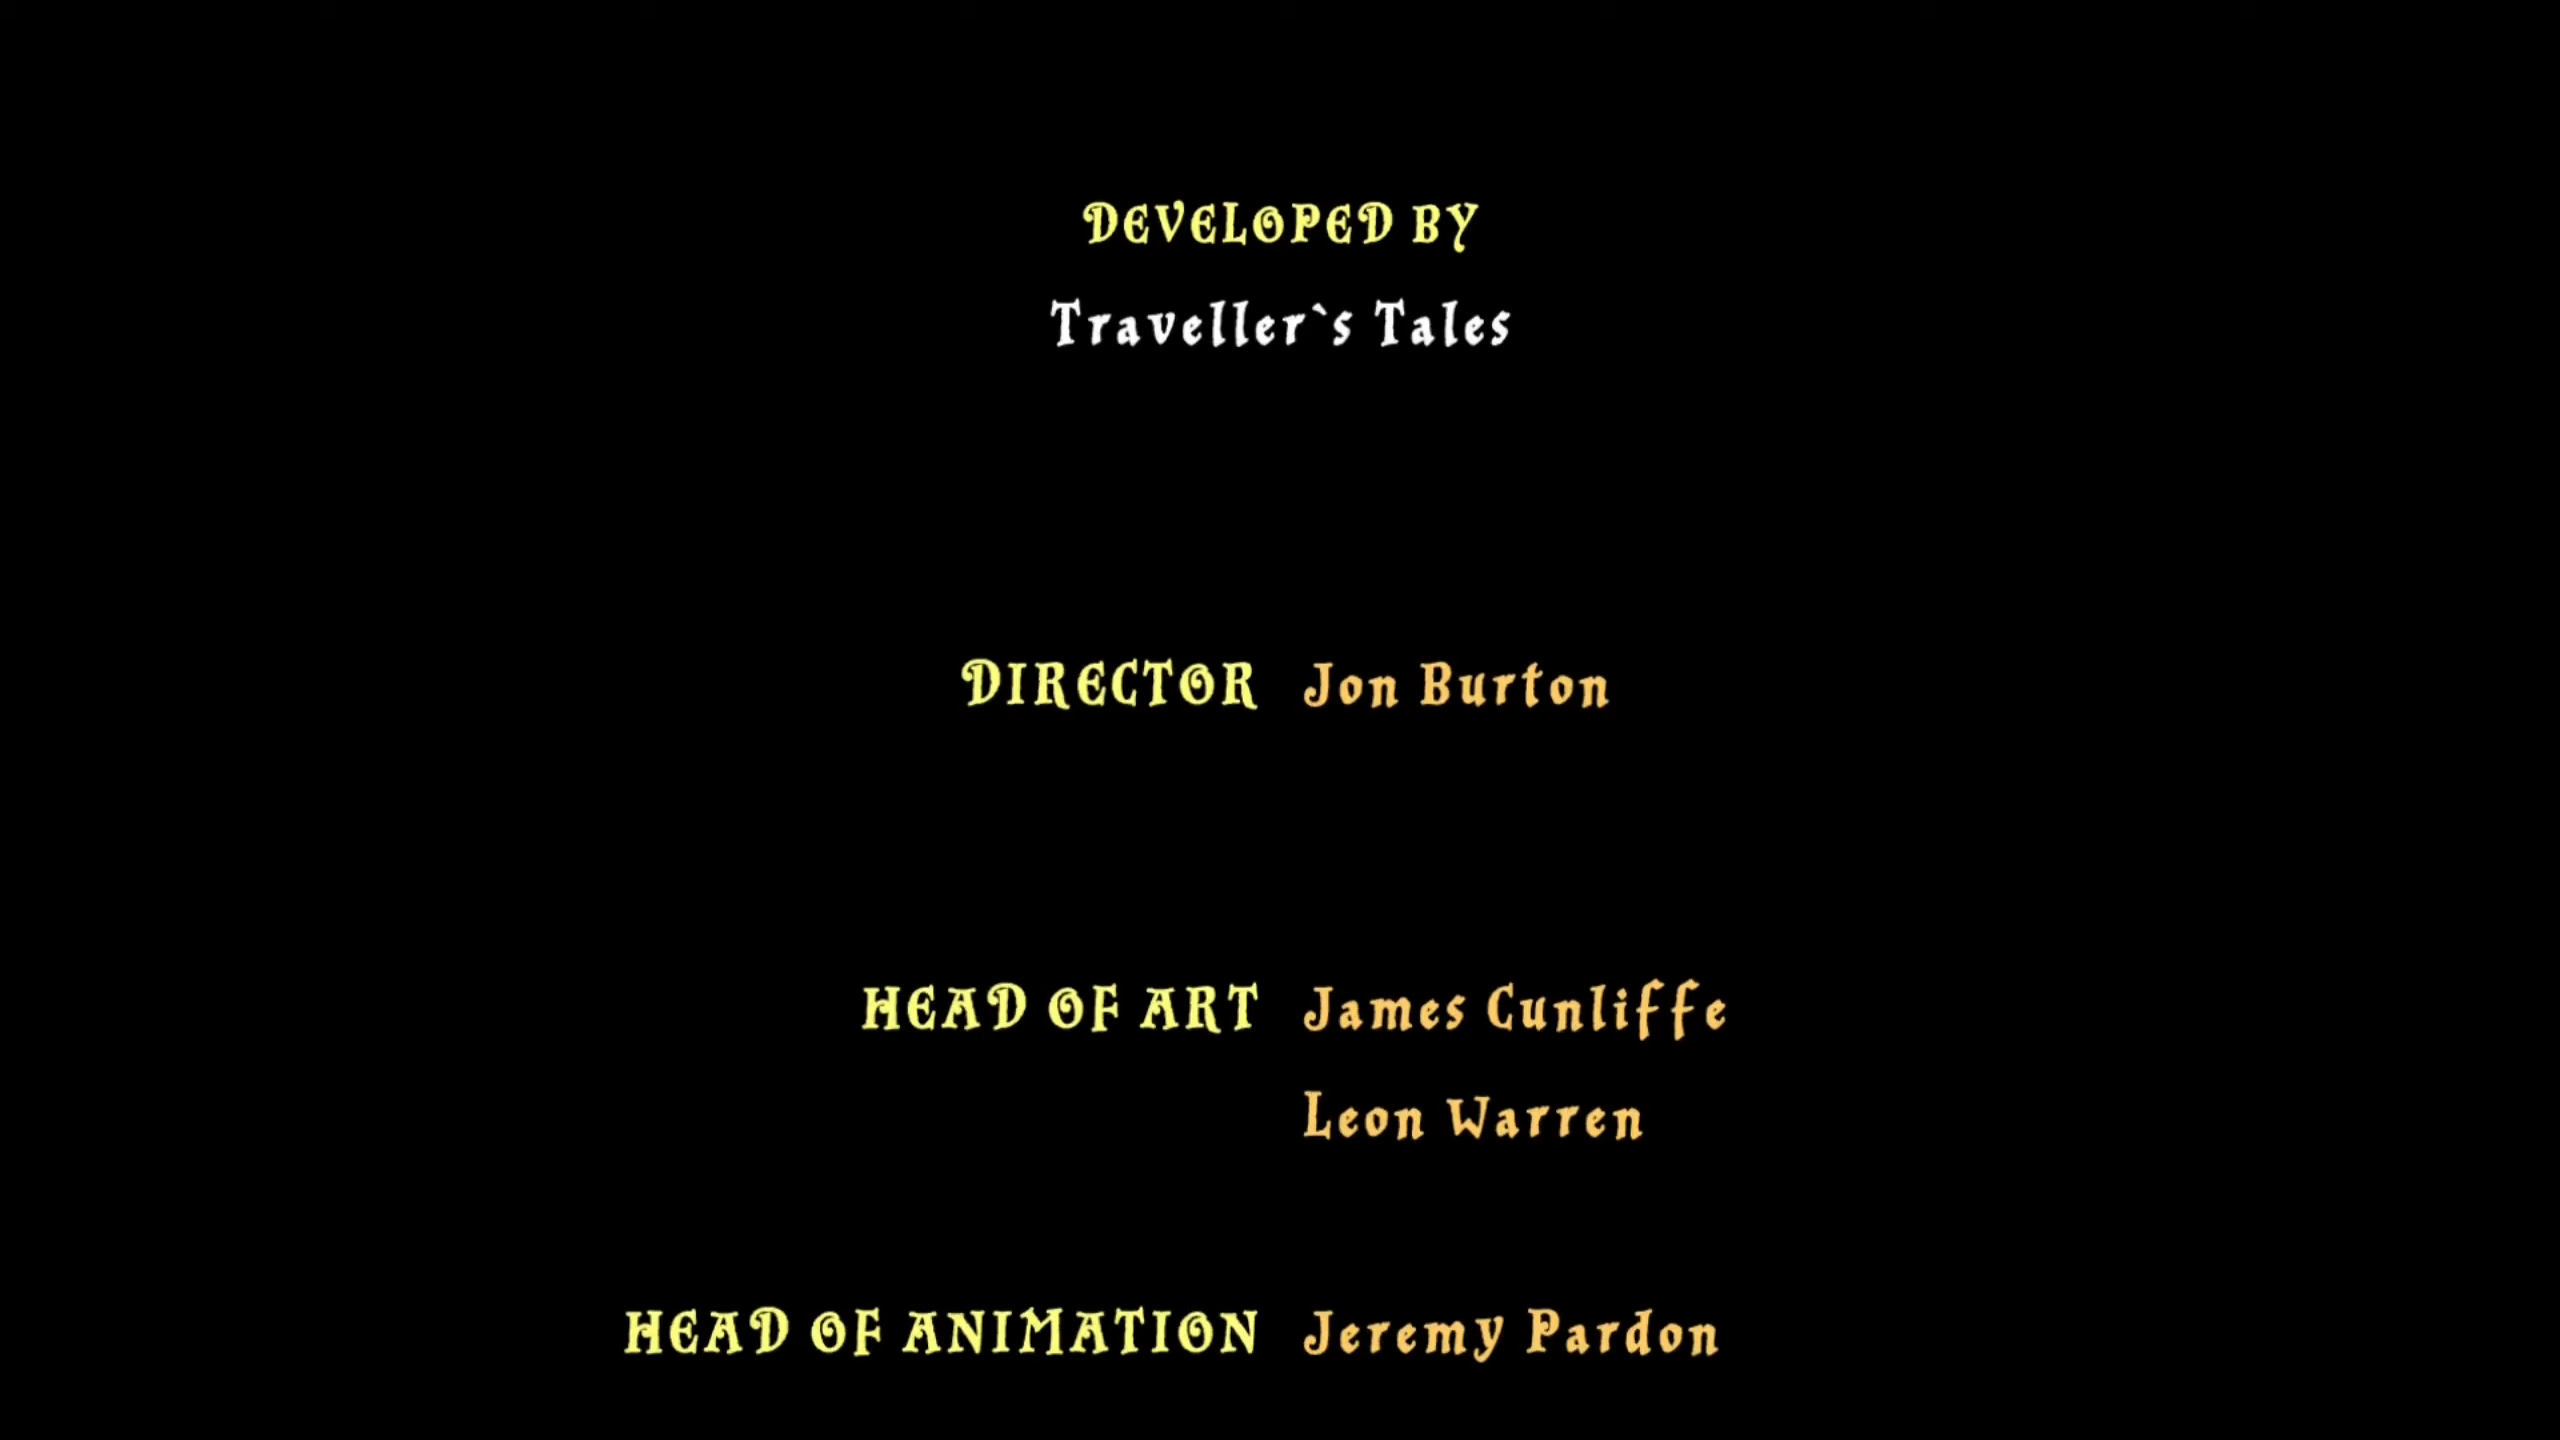 DEVELOPED BY
Traveller`s Tales
DIRECTOR Jon Burton
HEAD OF ART James Cunliffe
Leon Warren
HEAD OF ANIMATION Jeremy Pardon